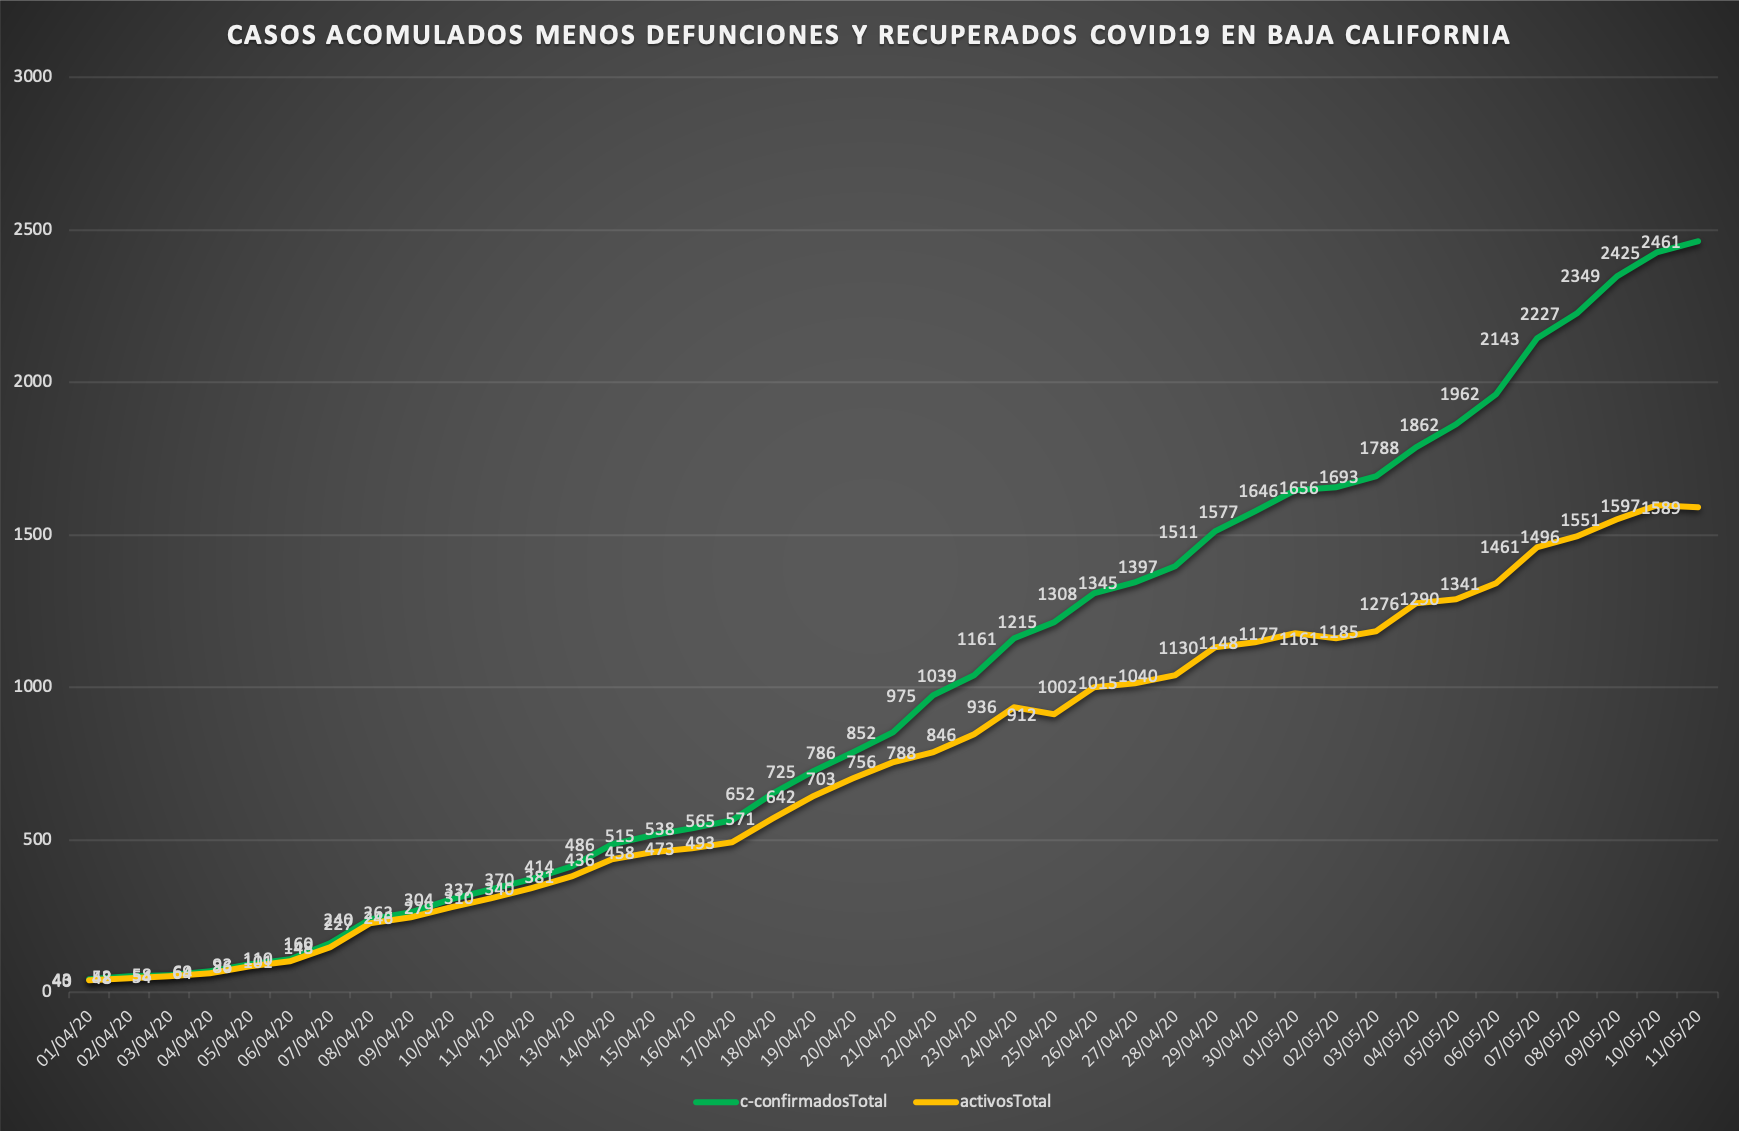 CASOS ACOMULADOS MENOS DEFUNCIONES Y RECUPERADOS COVID19 EN BAJA CALIFORNIA
3000
2500
2000
1500
1000
500
0
160 240 263 304 337 370 414 486 515 538 565 652 725 786 852 975 1039 1161 1215 1308 1345 1397 1511 1577 1646 1656 1693 1788 1862 1962 2143 2227 2349 2425 2461
227 246 279 310 340 381 436 458 473 493 571 642 703 756 788 846 936 912 1002 1015 1040 1130 1148 1177 1161 1185 1276 1290 1341 1461 1496 1551 1597 1589
01/04/20 02/04/20 03/04/20 04/04/20 05/04/20 06/04/20 07/04/20 08/04/20 09/04/20 10/04/20 11/04/20 12/04/20 13/04/20 14/04/20 15/04/20 16/04/20 17/04/20 18/04/20 19/04/20 20/04/20 21/04/20 22/04/20 23/04/20 24/04/20 25/04/20 26/04/20 27/04/20 28/04/20 29/04/20 30/04/20 01/05/20 02/05/20 03/05/20 04/05/20 05/05/20 06/05/20 07/05/20 08/05/20 09/05/20 10/05/20 11/05/20
c-confirmadosTotal activosTotal